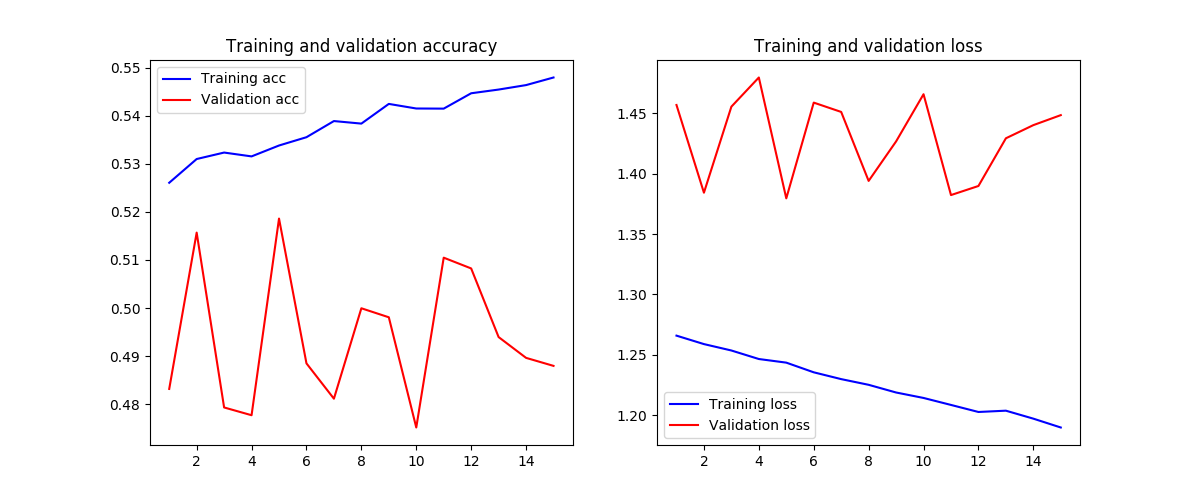 Training and validation accuracy
0.55
0.54
0.53
0.52
0.51
0.50
0.49
0.48
Training acc
Validation acc
2 4 6 8 10 12 14
Training and validation loss
1.45
1.40
1.35
1.30
1.25
1.20
Training loss
Validation loss
2 4 6 8 10 12 14